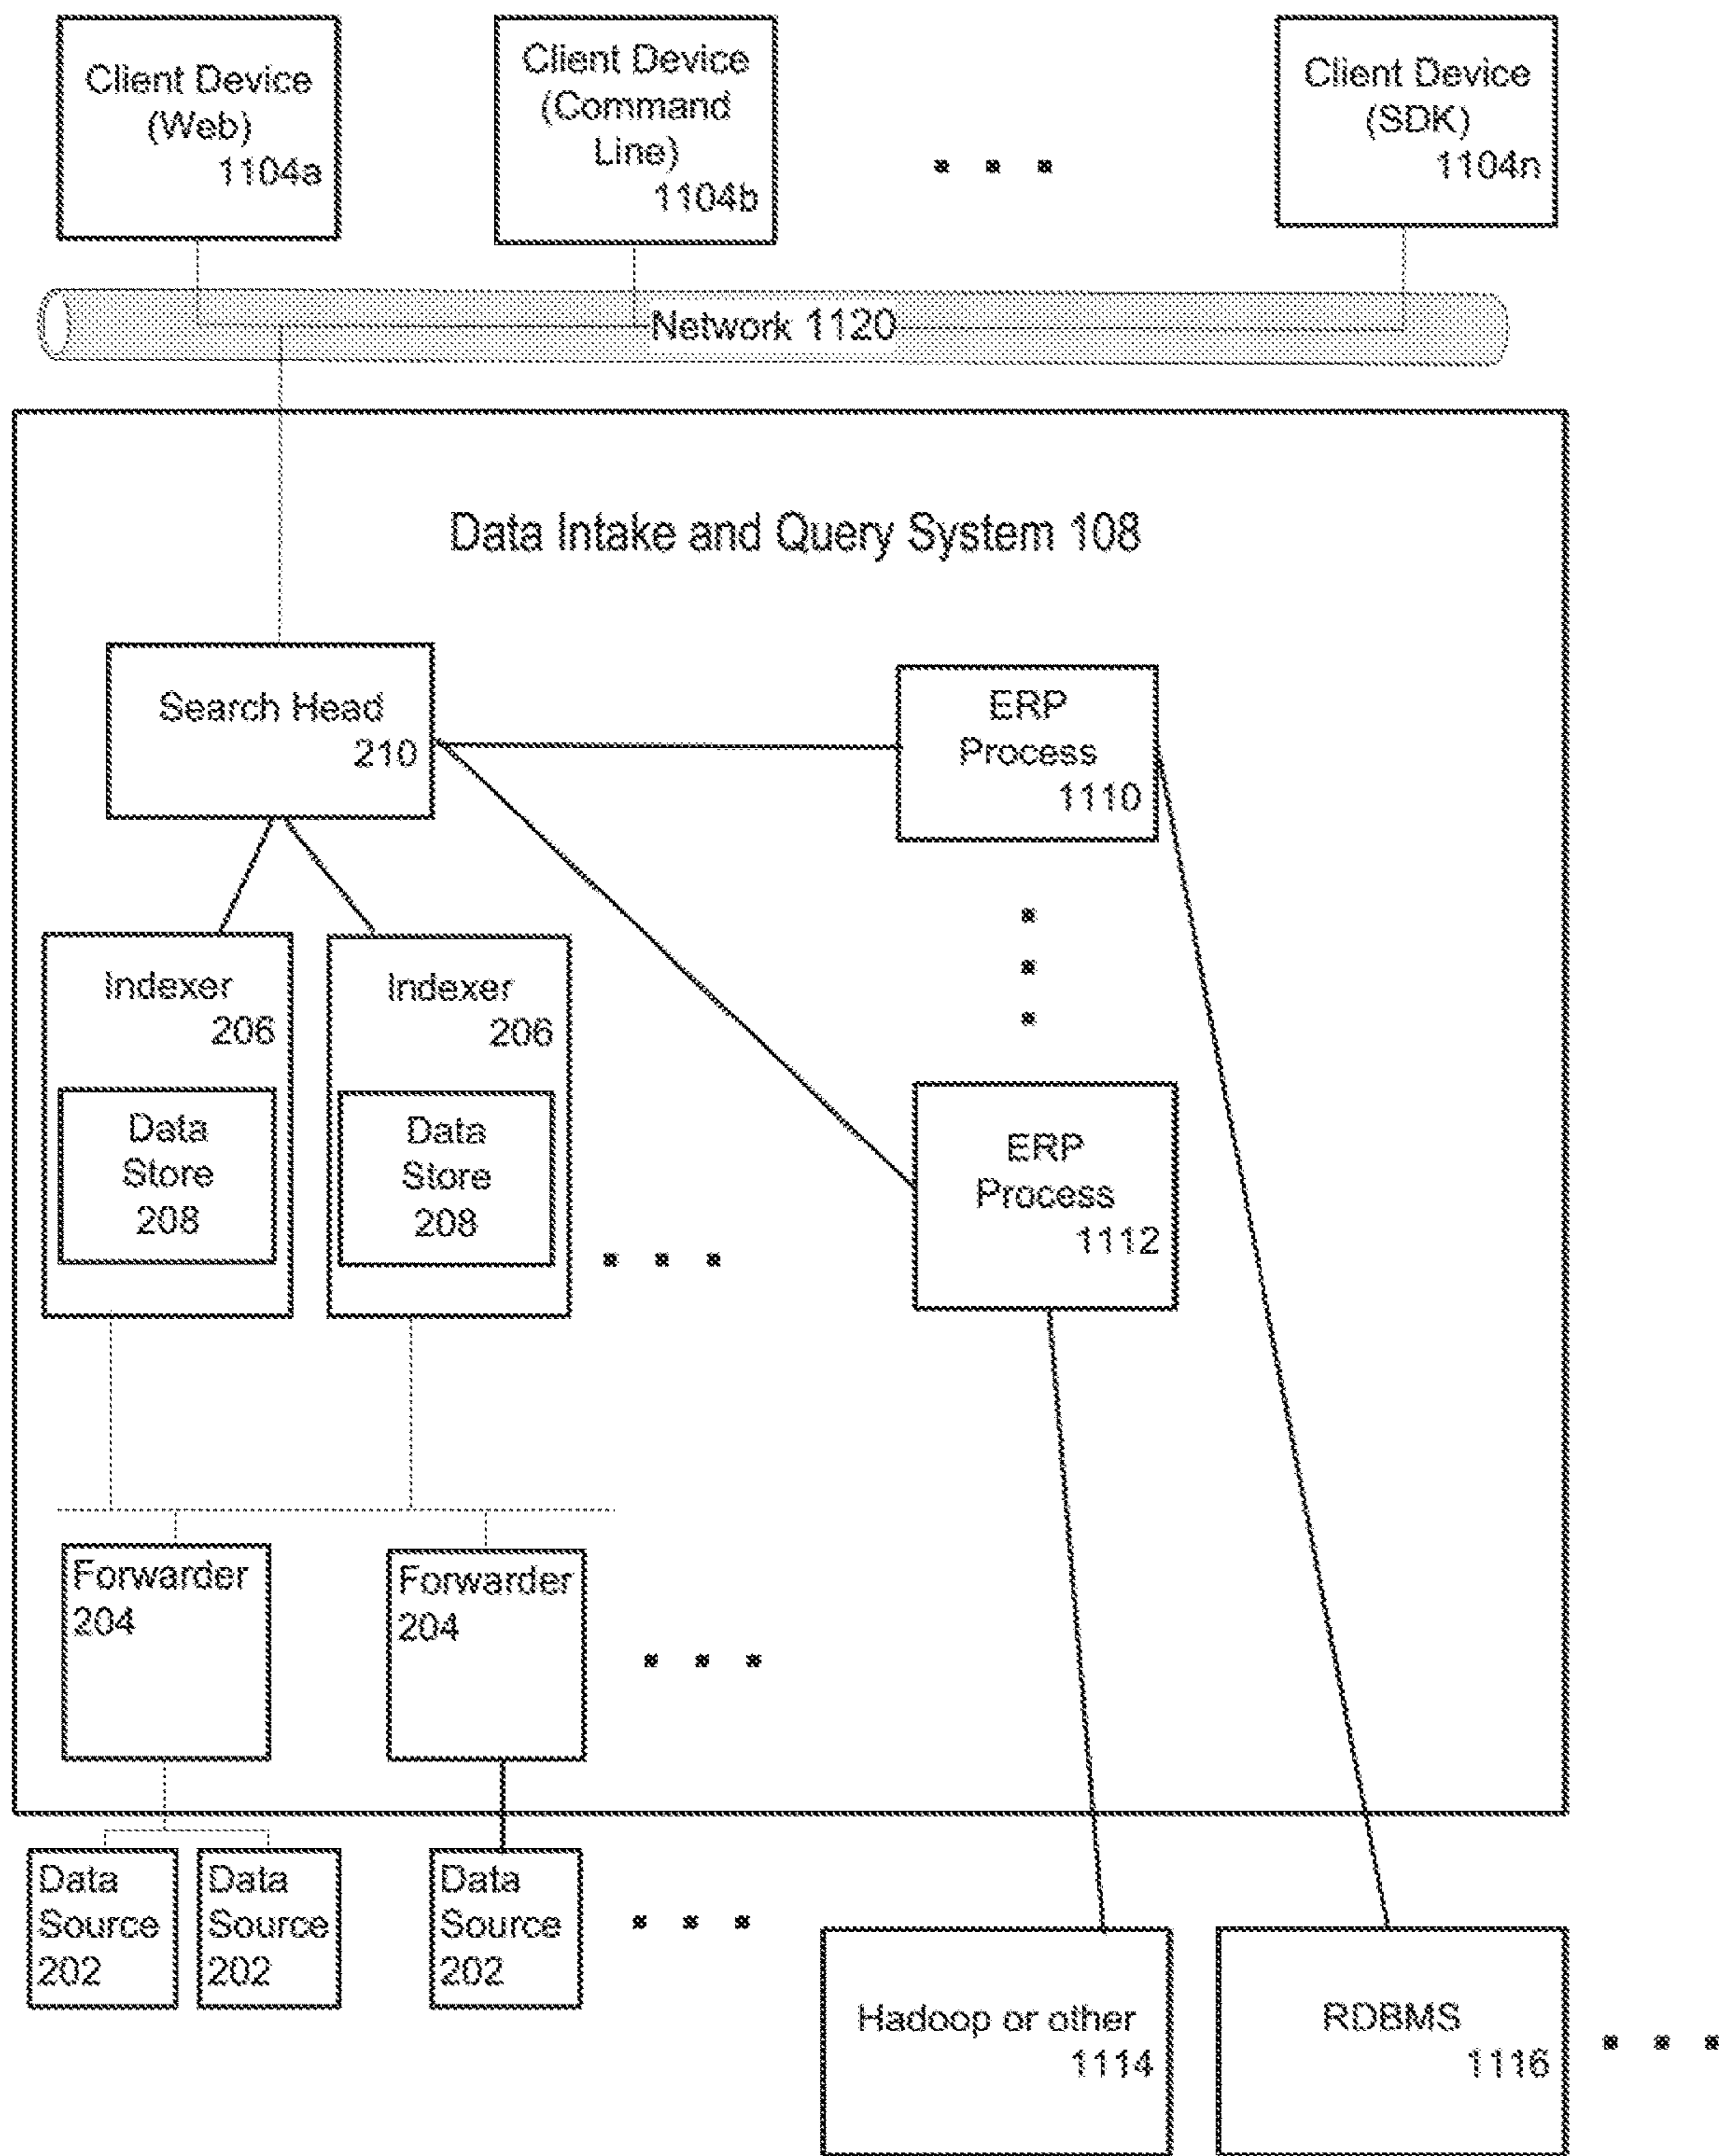 Client Device
(Web)
1104a
Client Device
(Command
Line)
1104b
Client Device
(SDK)
1104n
Network 1120
Data Intake and Query System 108
Search Head
210
ERP
Process
1110
Indexer
206
Data
Store
208
Indexer
206
Data
Store
208
ERP
Process
1112
Forwarder
204
Forwarder
204
Data
Source
202
Data
Source
202
Data
Source
202
Hadoop or other
1114
RDBMS
1116